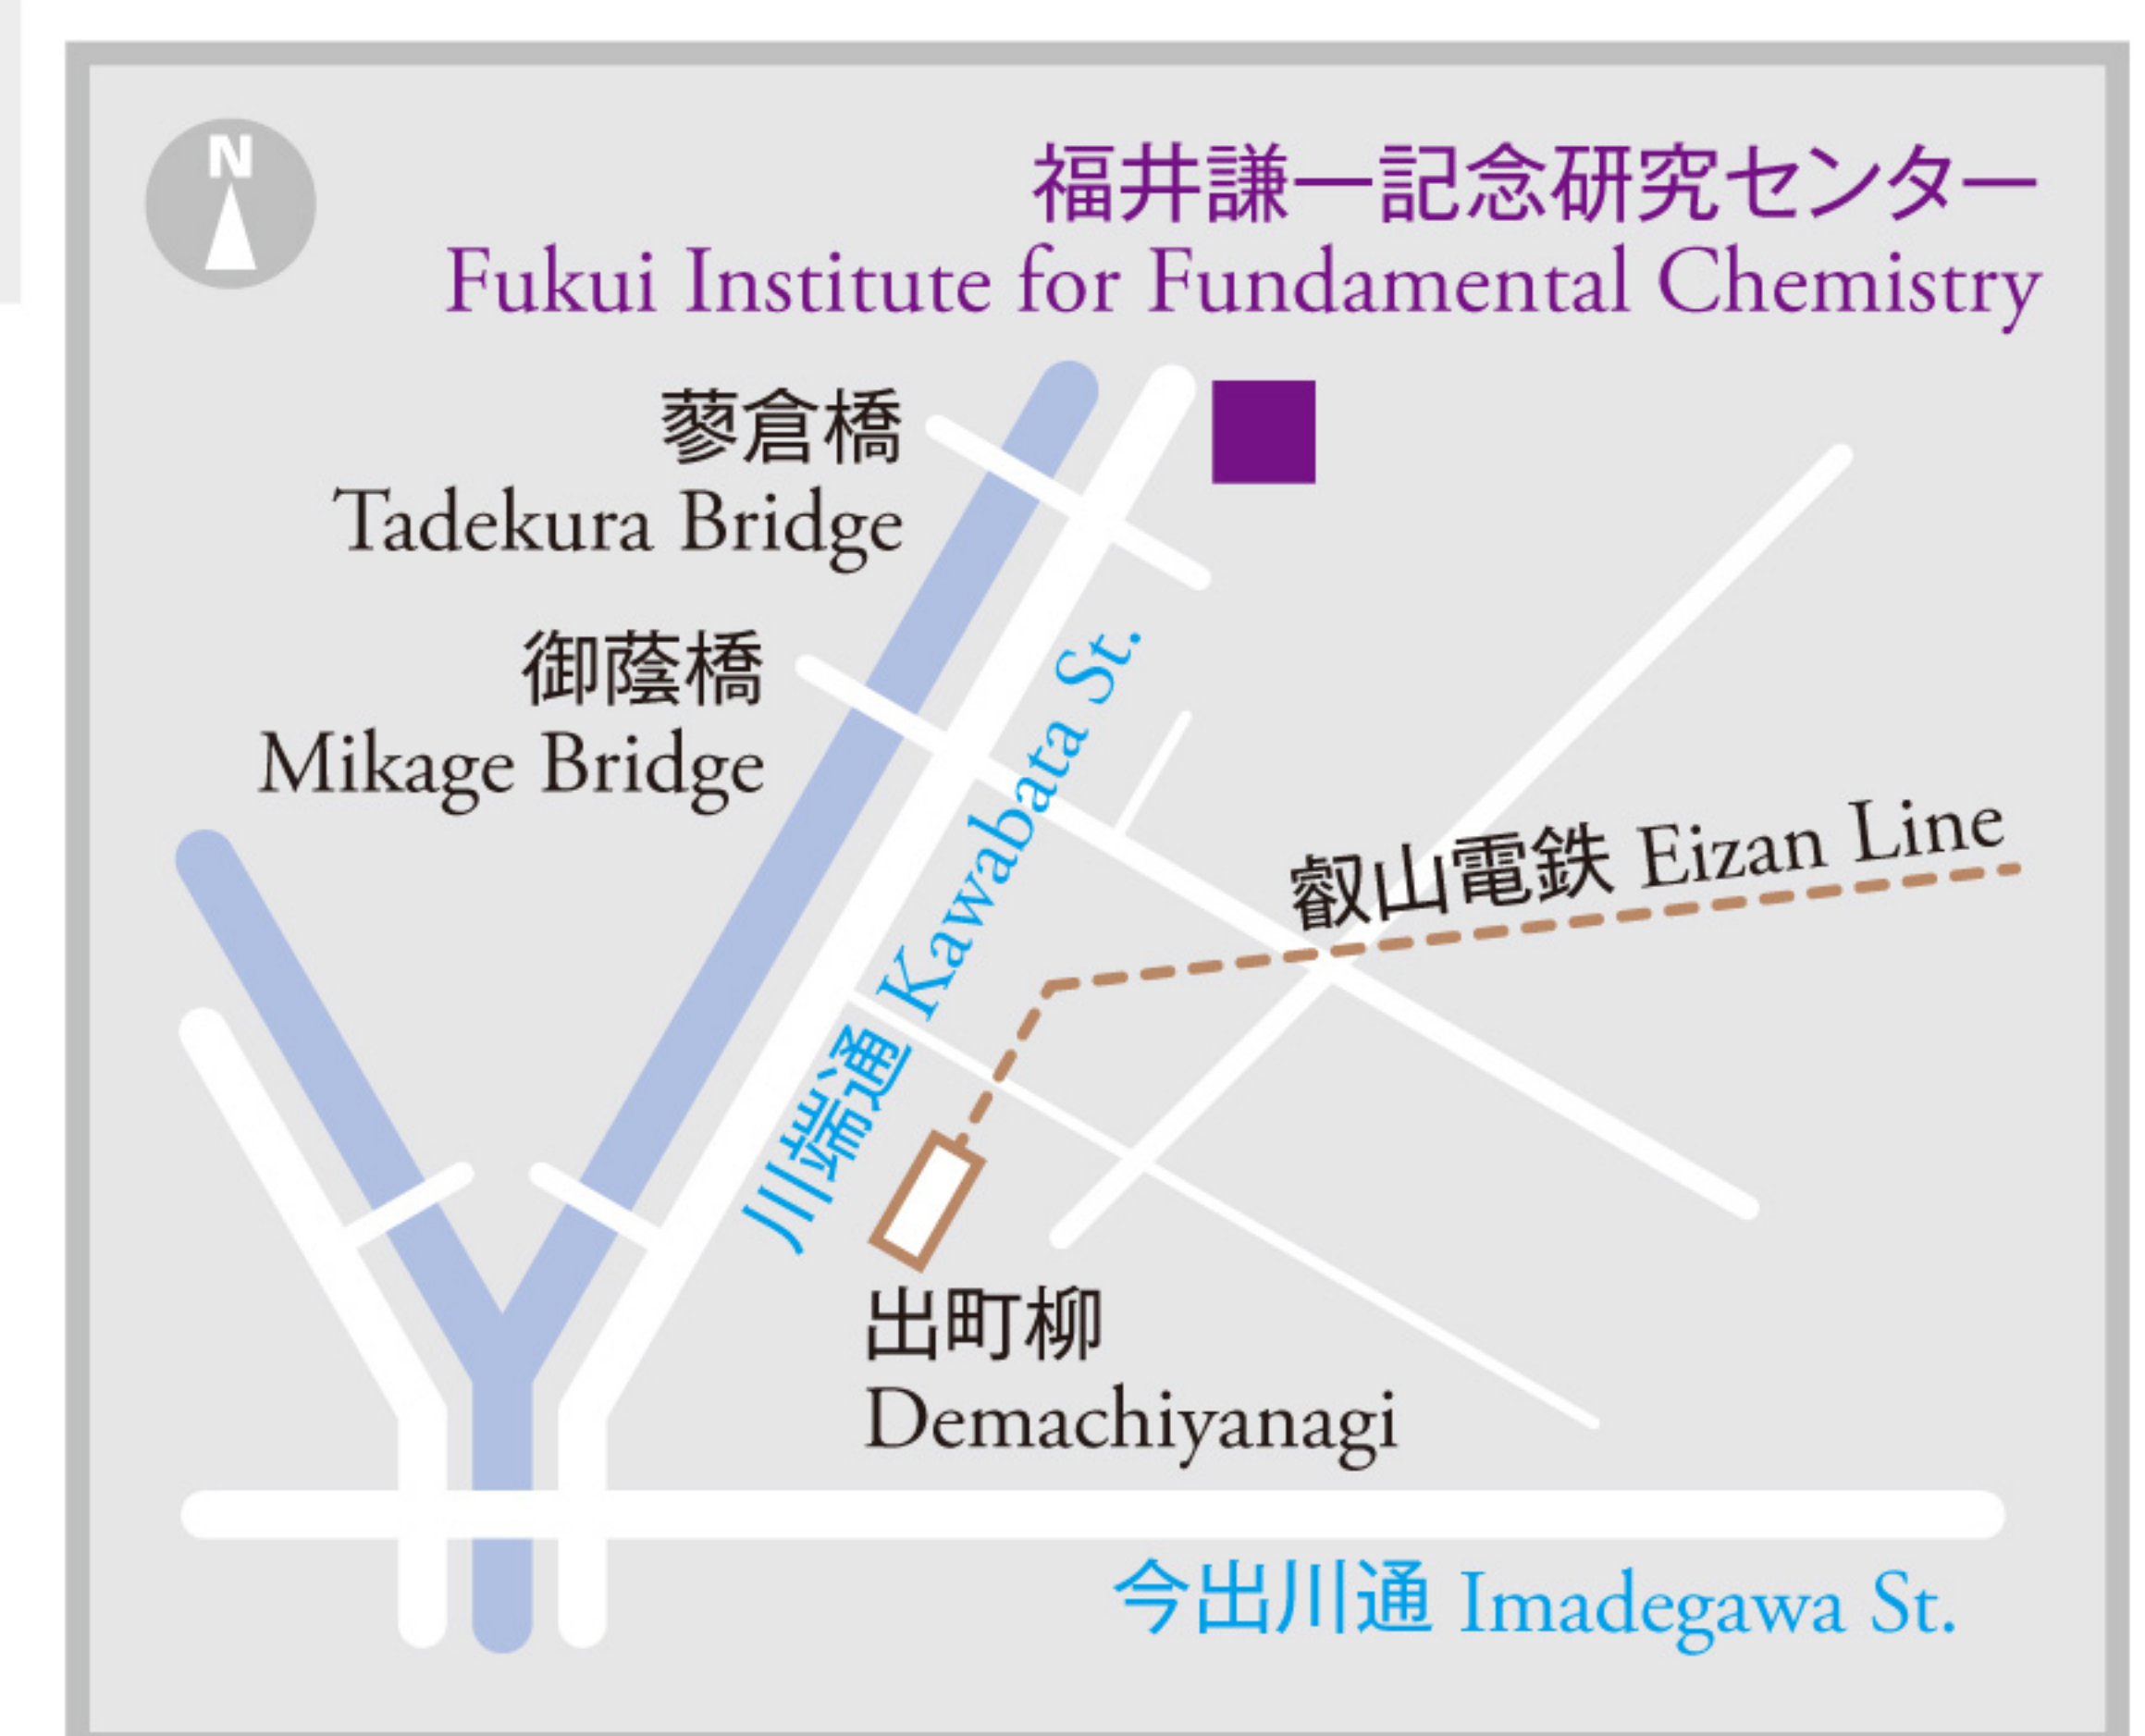 N
福井謙一記念研究センター
Fukui Institute for Fundamental Chemistry
蓼倉橋
Tadekura Bridge
御蔭橋
Mikage Bridge
川端通 Kawabata St.
叡山電鉄 Eizan Line
出町柳
Demachiyanagi
今出川通 Imadegawa St.